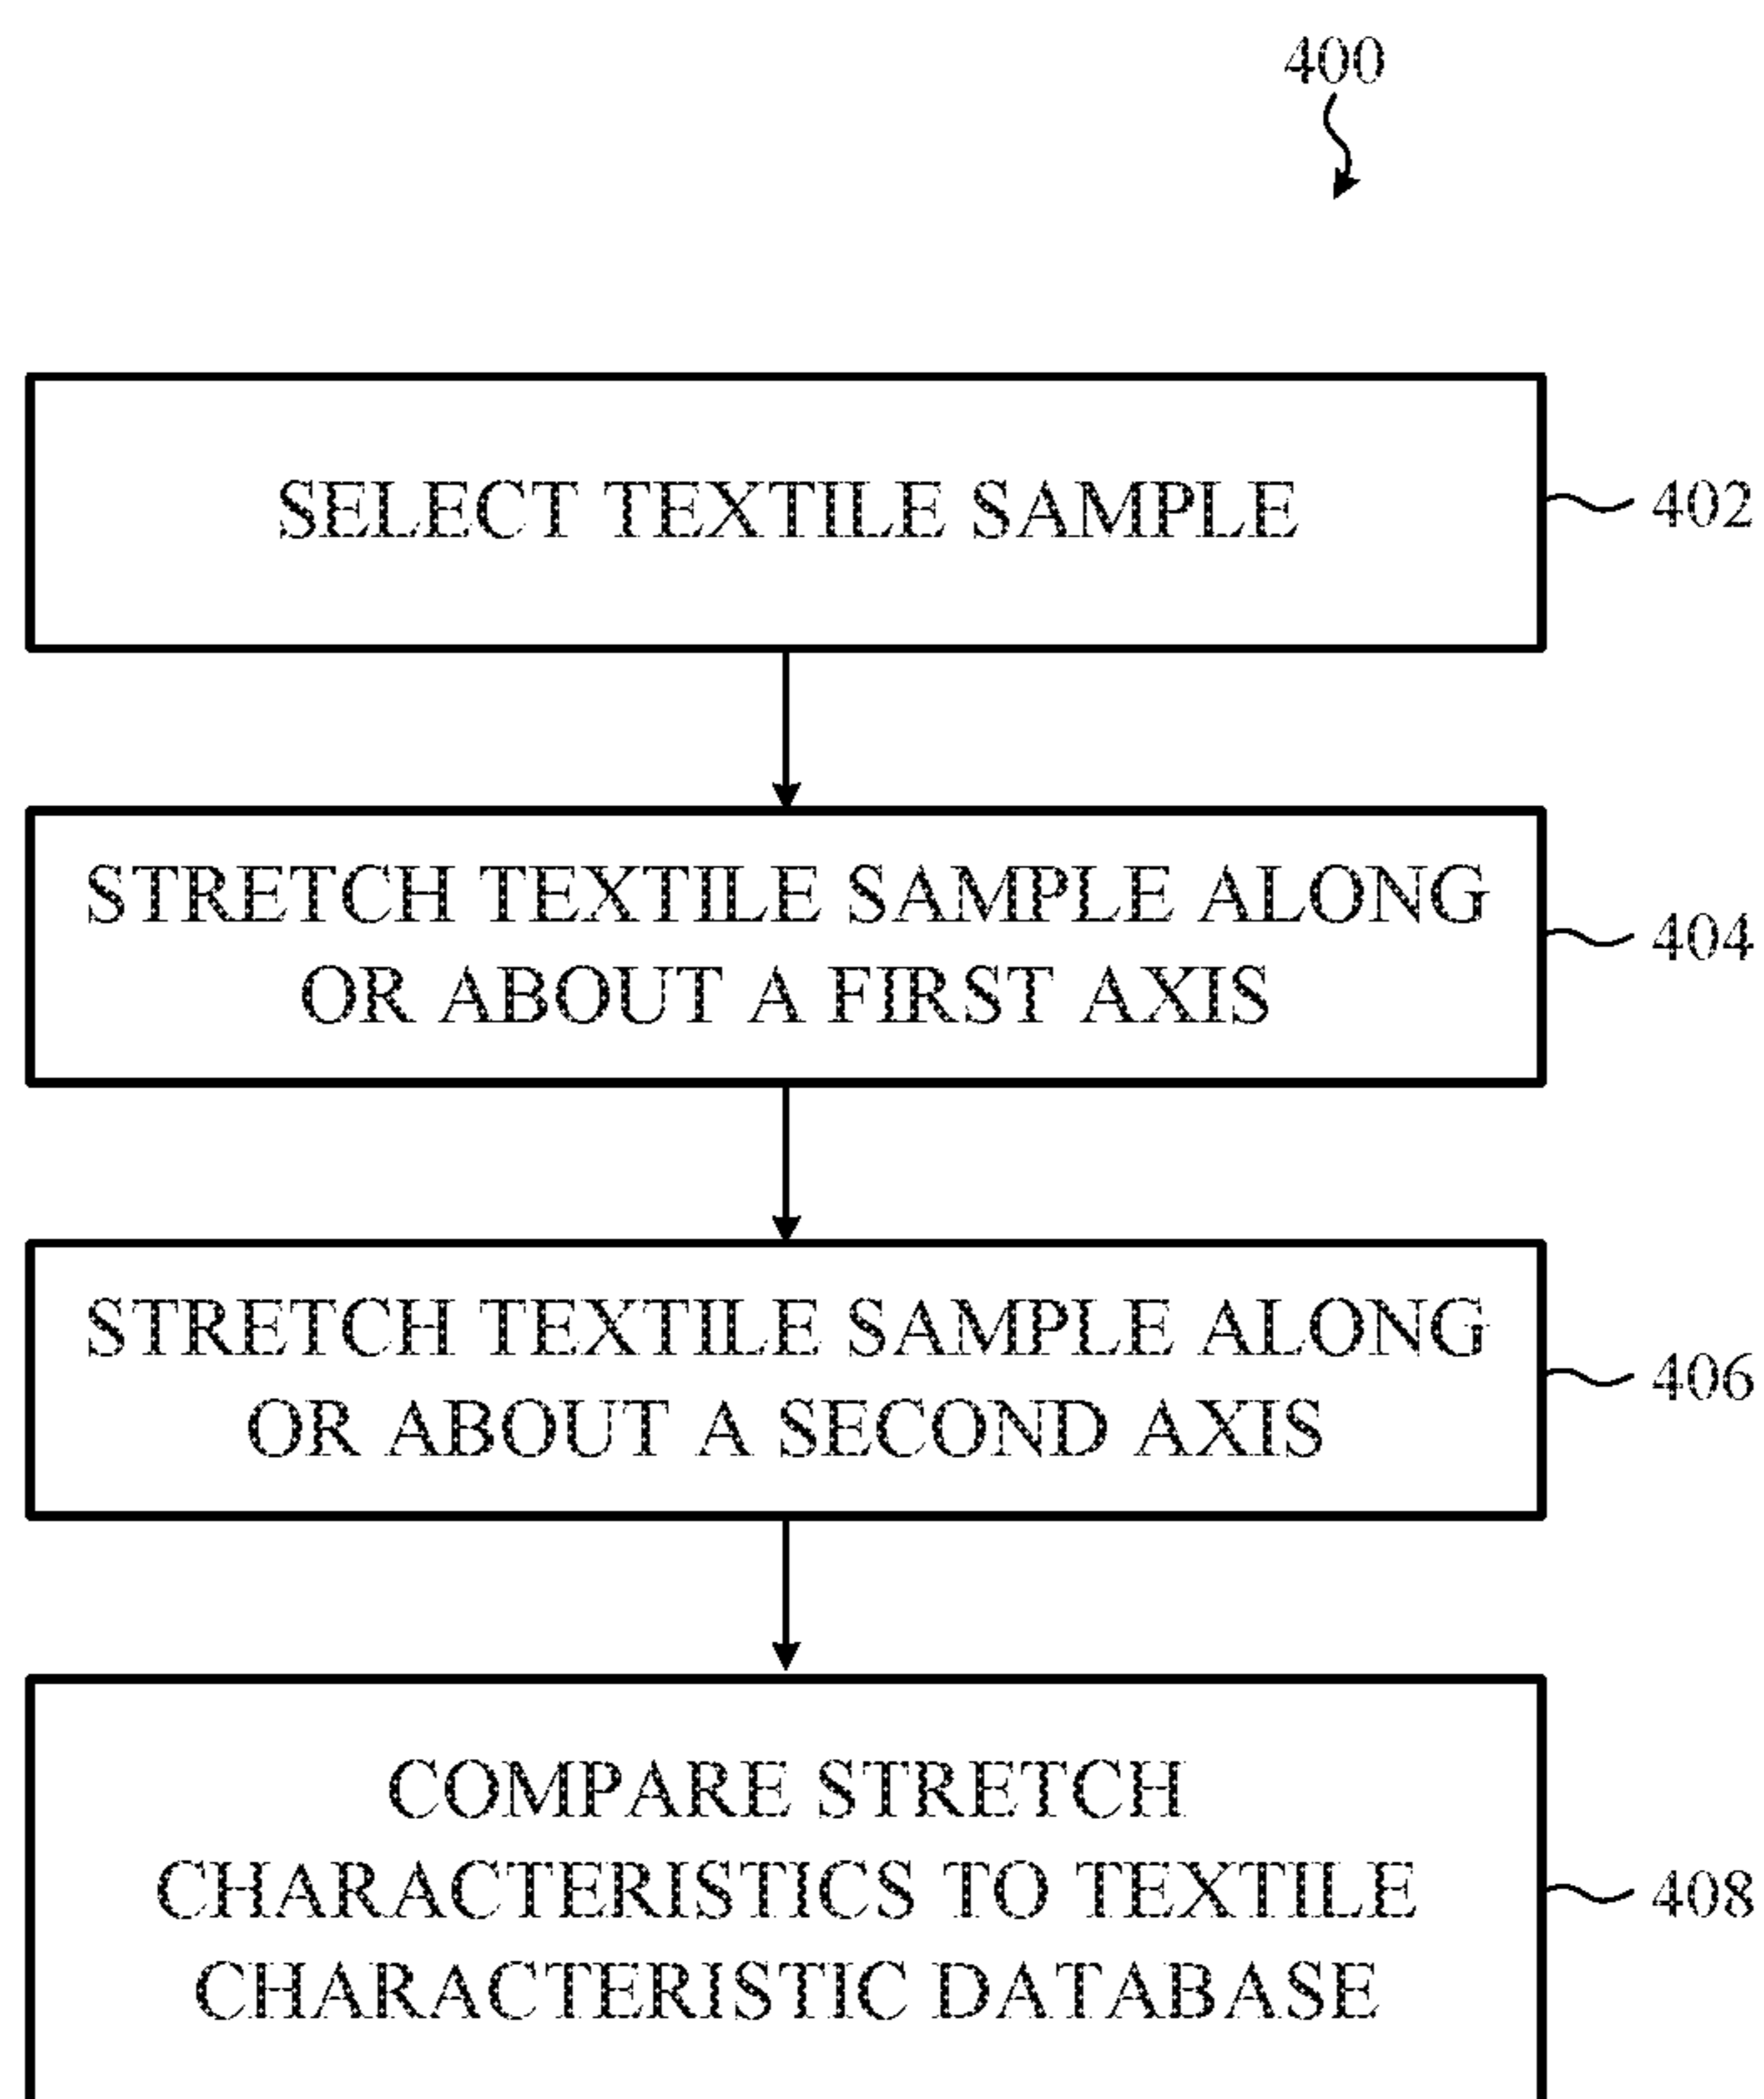 400
SELECT TEXTILE SAMPLE
402
STRETCH TEXTILE SAMPLE ALONG
OR ABOUT A FIRST AXIS
404
STRETCH TEXTILE SAMPLE ALONG
OR ABOUT A SECOND AXIS
406
COMPARE STRETCH
CHARACTERISTICS TO TEXTILE
CHARACTERISTIC DATABASE
408